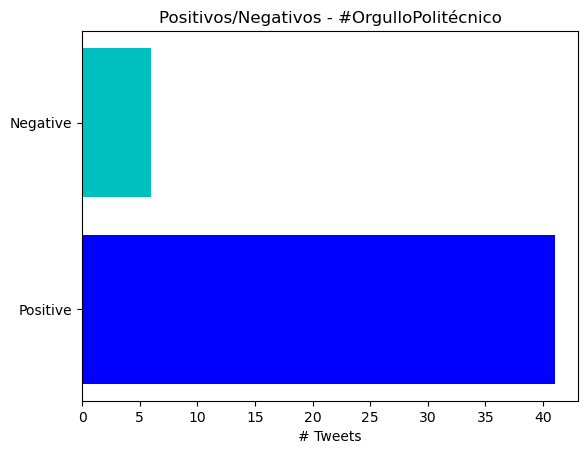 Positivos/Negativos - #OrgulloPolitécnico
Negative
Positive
0 5 10 15 20 25 30 35 40
# Tweets